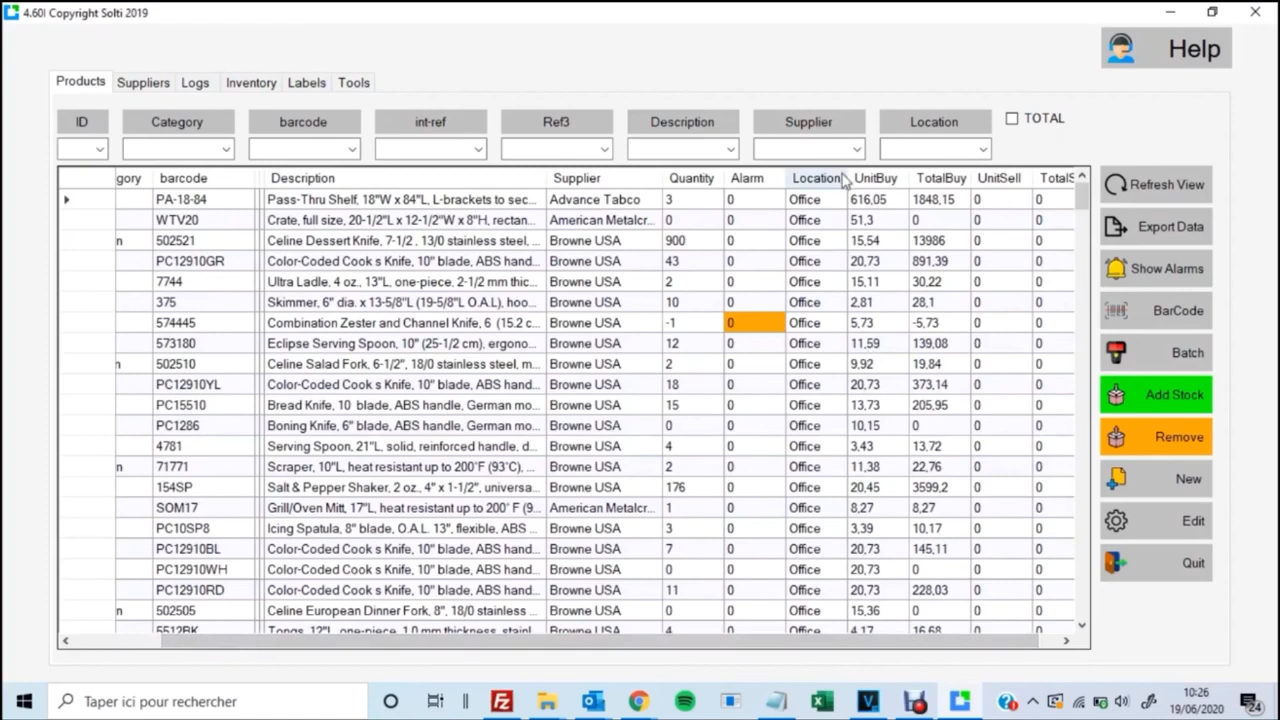 4.60I Copyright Solti 2019
Help
Products Suppliers Logs Inventory Labels Tools
ID Category barcode int-ref Ref3 Description Supplier Location TOTAL
gory barcode Description Supplier Quantity Alarm Location UnitBuy TotalBuy UnitSell TotalS
PA-18-84 Pass-Thru Shelf, 18"W x 84"L, L-brackets to sec... Advance Tabco 3 0 Office 616,05 1848,15 0 0
WTV20 Crate, full size, 20-1/2"L x 12-1/2"W x 8"H, rectan... American Metalcr... 0 0 Office 51,3 0 0 0
n 502521 Celine Dessert Knife, 7-1/2 , 13/0 stainless steel, ... Browne USA 900 0 Office 15,54 13986 0 0
PC12910GR Color-Coded Cook s Knife, 10" blade, ABS hand... Browne USA 43 0 Office 20,73 891,39 0 0
7744 Ultra Ladle, 4 oz., 13"L, one-piece, 2-1/2 mm thic... Browne USA 2 0 Office 15,11 30,22 0 0
375 Skimmer, 6" dia. x 13-5/8"L (19-5/8"L O.A.L), hoo... Browne USA 10 0 Office 2,81 28,1 0 0
574445 Combination Zester and Channel Knife, 6 (15.2 c... Browne USA -1 0 Office 5,73 -5,73 0 0
573180 Eclipse Serving Spoon, 10" (25-1/2 cm), ergono... Browne USA 12 0 Office 11,59 139,08 0 0
n 502510 Celine Salad Fork, 6-1/2", 18/0 stainless steel, m... Browne USA 2 0 Office 9,92 19,84 0 0
PC12910YL Color-Coded Cook s Knife, 10" blade, ABS hand... Browne USA 18 0 Office 20,73 373,14 0 0
PC15510 Bread Knife, 10 blade, ABS handle, German mo... Browne USA 15 0 Office 13,73 205,95 0 0
PC1286 Boning Knife, 6" blade, ABS handle, German mo... Browne USA 0 0 Office 10,15 0 0 0
4781 Serving Spoon, 21"L, solid, reinforced handle, d... Browne USA 4 0 Office 3,43 13,72 0 0
n 71771 Scraper, 10"L, heat resistant up to 200°F (93°C), ... Browne USA 2 0 Office 11,38 22,76 0 0
154SP Salt & Pepper Shaker, 2 oz., 4" x 1-1/2", universa... Browne USA 176 0 Office 20,45 3599,2 0 0
SOM17 Grill/Oven Mitt, 17"L, heat resistant up to 200° F (9... American Metalcr... 1 0 Office 8,27 8,27 0 0
PC10SP8 Icing Spatula, 8" blade, O.A.L. 13", flexible, ABS ... Browne USA 3 0 Office 3,39 10,17 0 0
PC12910BL Color-Coded Cook s Knife, 10" blade, ABS hand... Browne USA 7 0 Office 20,73 145,11 0 0
PC12910WH Color-Coded Cook s Knife, 10" blade, ABS hand... Browne USA 0 0 Office 20,73 0 0 0
PC12910RD Color-Coded Cook s Knife, 10" blade, ABS hand... Browne USA 11 0 Office 20,73 228,03 0 0
n 502505 Celine European Dinner Fork, 8", 18/0 stainless ... Browne USA 0 0 Office 15,36 0 0 0
5512BK Tongs, 12"L, one-piece, 1.0 mm thickness, stainl... Browne USA 4 0 Office 4,17 16,68 0 0
Refresh View
Export Data
Show Alarms
BarCode
Batch
Add Stock
Remove
New
Edit
Quit
Taper ici pour rechercher
10:26
19/06/2020
24